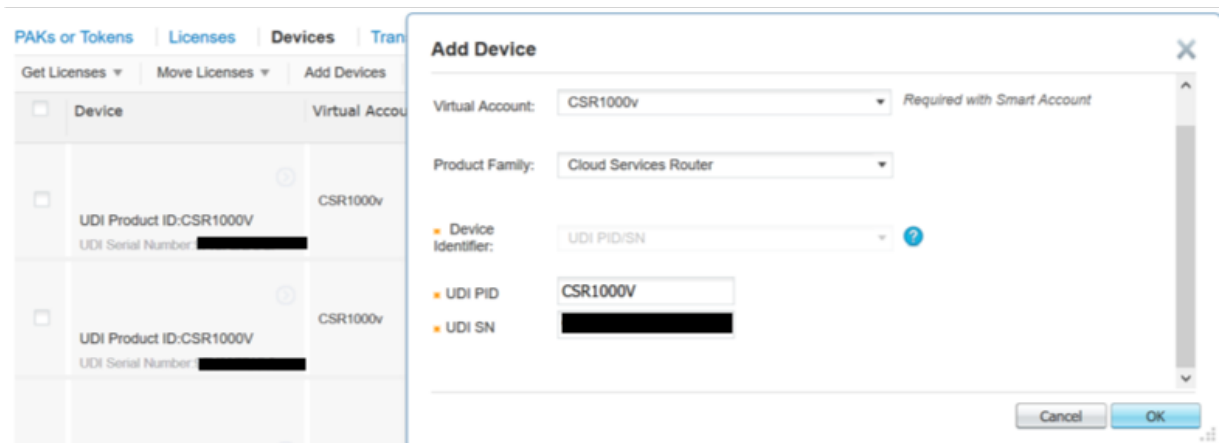 PAKs or Tokens Licenses Devices Tran
Get Licenses Move Licenses Add Devices
Device Virtual Accou
UDI Product ID:CSR1000V
UDI Serial Number:
CSR1000v
UDI Product ID:CSR1000V
UDI Serial Number:
CSR1000v
Add Device
Virtual Account: CSR1000v Required with Smart Account
Product Family: Cloud Services Router
Device
Identifier: UDI PID/SN ?
UDI PID CSR1000V
UDI SN
Cancel OK